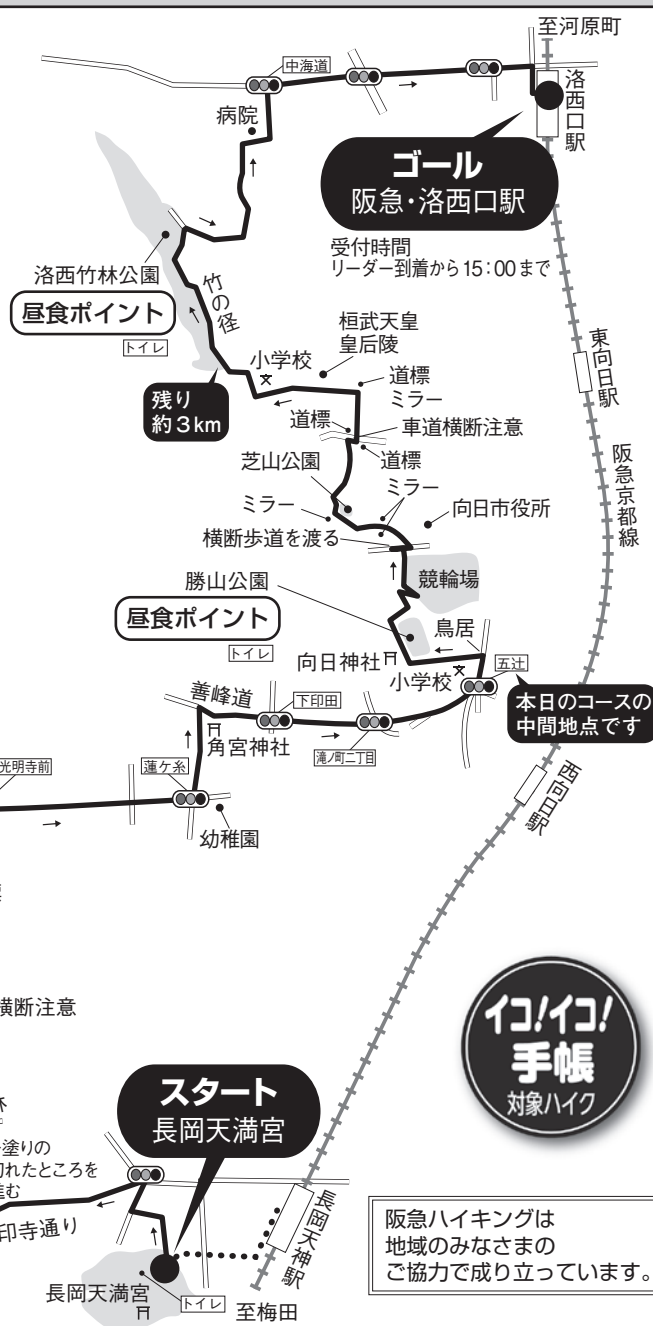 至河原町
中海道
洛西口駅
病院
ゴール
阪急・洛西口駅
受付時間
リーダー到着から15：00まで
洛西竹林公園
昼食ポイント
トイレ
竹の径
桓武天皇
皇后陵
小学校
道標
ミラー
残り
約3km
道標
車道横断注意
東向日駅
芝山公園
道標
ミラー
阪急京都線
ミラー
向日市役所
横断歩道を渡る
競輪場
勝山公園
昼食ポイント
トイレ
鳥居
向日神社
小学校
五辻
本日のコースの
中間地点です
善峰道
下印田
角宮神社
滝ノ町二丁目
西向日駅
光明寺前
蓮ケ糸
幼稚園
横断注意
イコ!イコ!
手帳
対象ハイク
スタート
長岡天満宮
塗りの
切れたところを
進む
印寺通り
長岡天神駅
長岡天満宮
トイレ
至梅田
阪急ハイキングは
地域のみなさまの
ご協力で成り立っています。